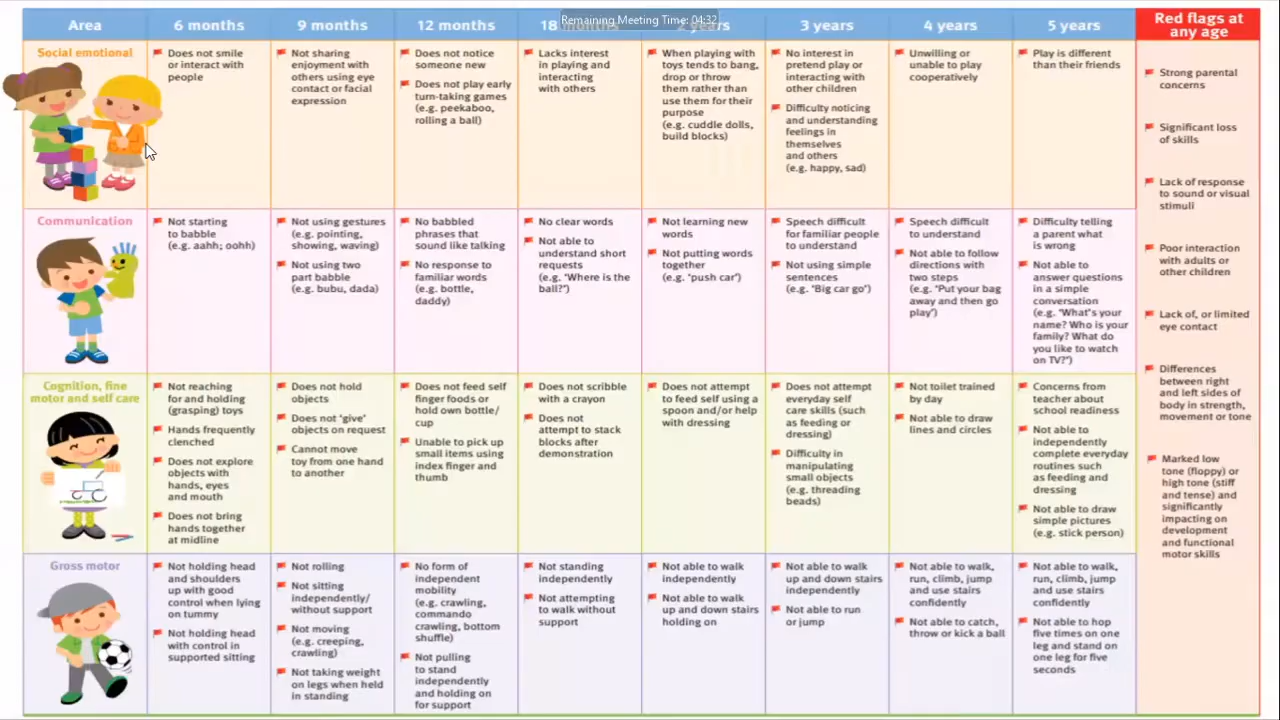 Remaining Meeting Time: 04:32
Area
6 months
9 months
12 months
18 months
2 years
3 years
4 years
5 years
Red flags at
any age
Social emotional
Does not smile
or interact with
people
Not sharing
enjoyment with
others using eye
contact or facial
expression
Does not notice
someone new
Does not play early
turn-taking games
(e.g. peekaboo,
rolling a ball)
Lacks interest
in playing and
interacting
with others
When playing with
toys tends to bang,
drop or throw
them rather than
use them for their
purpose
(e.g. cuddle dolls,
build blocks)
No interest in
pretend play or
interacting with
other children
Difficulty noticing
and understanding
feelings in
themselves
and others
(e.g. happy, sad)
Unwilling or
unable to play
cooperatively
Play is different
than their friends
Communication
Not starting
to babble
(e.g. aahh; oohh)
Not using gestures
(e.g. pointing,
showing, waving)
Not using two
part babble
(e.g. bubu, dada)
No babbled
phrases that
sound like talking
No response to
familiar words
(e.g. bottle,
daddy)
No clear words
Not able to
understand short
requests
(e.g. 'Where is the
ball?')
Not learning new
words
Not putting words
together
(e.g. 'push car')
Speech difficult
for familiar people
to understand
Not using simple
sentences
(e.g. 'Big car go')
Speech difficult
to understand
Not able to follow
directions with
two steps
(e.g. 'Put your bag
away and then go
play')
Difficulty telling
a parent what
is wrong
Not able to
answer questions
in a simple
conversation
(e.g. 'What's your
name? Who is your
family? What do
you like to watch
on TV?')
Cognition, fine
motor and self care
Not reaching
for and holding
(grasping) toys
Hands frequently
clenched
Does not explore
objects with
hands, eyes
and mouth
Does not bring
hands together
at midline
Does not hold
objects
Does not 'give'
objects on request
Cannot move
toy from one hand
to another
Does not feed self
finger foods or
hold own bottle/
cup
Unable to pick up
small items using
index finger and
thumb
Does not scribble
with a crayon
Does not
attempt to stack
blocks after
demonstration
Does not attempt
to feed self using a
spoon and/or help
with dressing
Does not attempt
everyday self
care skills (such
as feeding or
dressing)
Difficulty in
manipulating
small objects
(e.g. threading
beads)
Not toilet trained
by day
Not able to draw
lines and circles
Concerns from
teacher about
school readiness
Not able to
independently
complete everyday
routines such
as feeding and
dressing
Not able to draw
simple pictures
(e.g. stick person)
Gross motor
Not holding head
and shoulders
up with good
control when lying
on tummy
Not holding head
with control in
supported sitting
Not rolling
Not sitting
independently/
without support
Not moving
(e.g. creeping,
crawling)
Not taking weight
on legs when held
in standing
No form of
independent
mobility
(e.g. crawling,
commando
crawling, bottom
shuffle)
Not pulling
to stand
independently
and holding on
for support
Not standing
independently
Not attempting
to walk without
support
Not able to walk
independently
Not able to walk
up and down stairs
holding on
Not able to walk
up and down stairs
independently
Not able to run
or jump
Not able to walk,
run, climb, jump
and use stairs
confidently
Not able to catch,
throw or kick a ball
Not able to walk,
run, climb, jump
and use stairs
confidently
Not able to hop
five times on one
leg and stand on
one leg for five
seconds
Strong parental
concerns
Significant loss
of skills
Lack of response
to sound or visual
stimuli
Poor interaction
with adults or
other children
Lack of, or limited
eye contact
Differences
between right
and left sides of
body in strength,
movement or tone
Marked low
tone (floppy) or
high tone (stiff
and tense) and
significantly
impacting on
development
and functional
motor skills